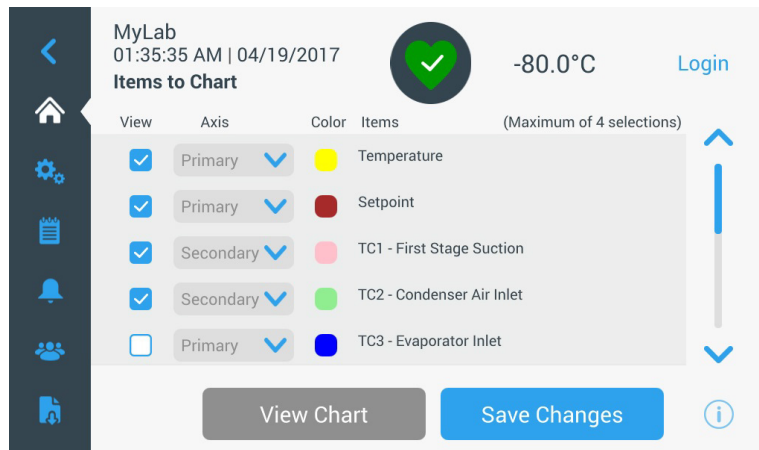 MyLab
01:35:35 AM | 04/19/2017
Items to Chart
-80.0°C
Login
View Axis Color Items (Maximum of 4 selections)
Primary Temperature
Primary Setpoint
Secondary TC1 - First Stage Suction
Secondary TC2 - Condenser Air Inlet
Primary TC3 - Evaporator Inlet
View Chart Save Changes
i